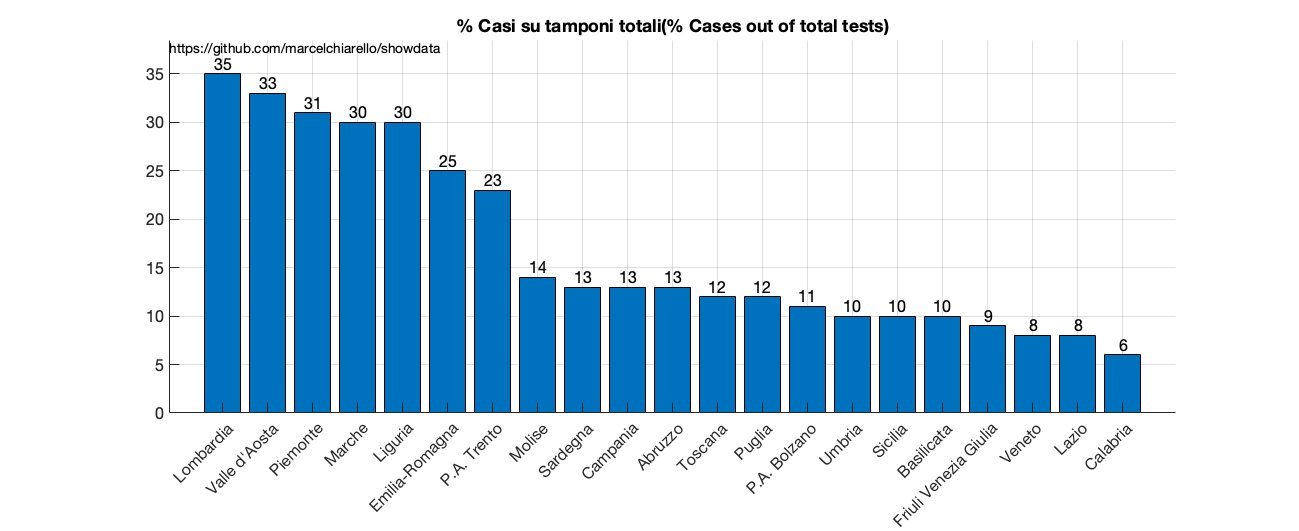 % Casi su tamponi totali(% Cases out of total tests)
https://github.com/marcelchiarello/showdata
35
33
31
30
30
25
23
14
13
13
13
12
12
11
10
10
10
9
8
8
6
35
30
25
20
15
10
5
0
Lombardia
Valle d'Aosta
Piemonte
Marche
Liguria
Emilia-Romagna
P.A. Trento
Molise
Sardegna
Campania
Abruzzo
Toscana
Puglia
P.A. Bolzano
Umbria
Sicilia
Basilicata
Friuli Venezia Giulia
Veneto
Lazio
Calabria